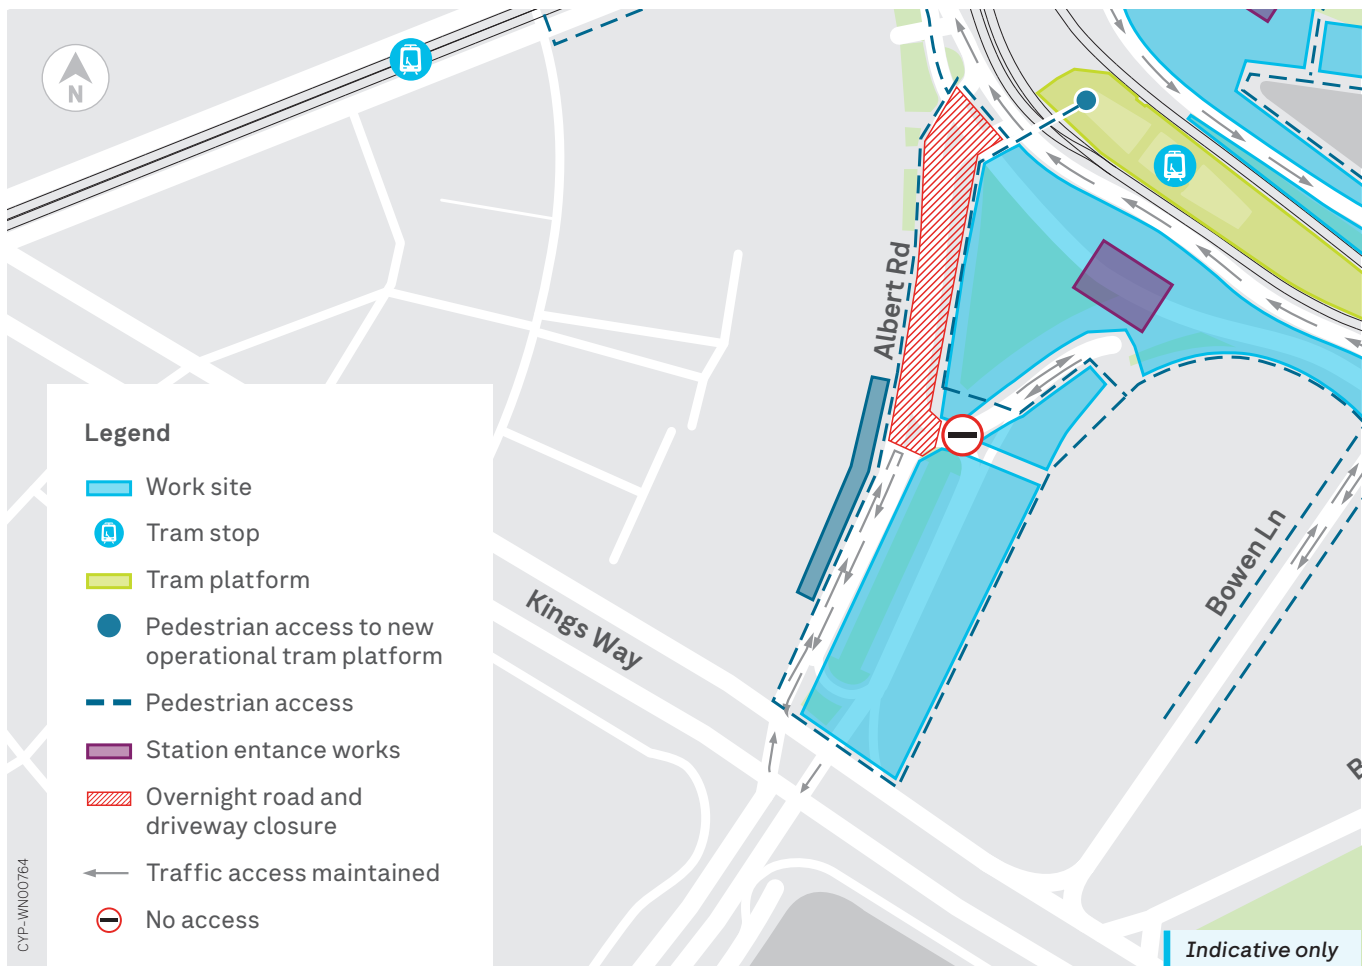 N
Albert Rd
Kings Way
Bowen Ln
B
Legend
Work site
Tram stop
Tram platform
Pedestrian access to new
operational tram platform
Pedestrian access
Station entance works
Overnight road and
driveway closure
Traffic access maintained
No access
CYP-WN00764
Indicative only